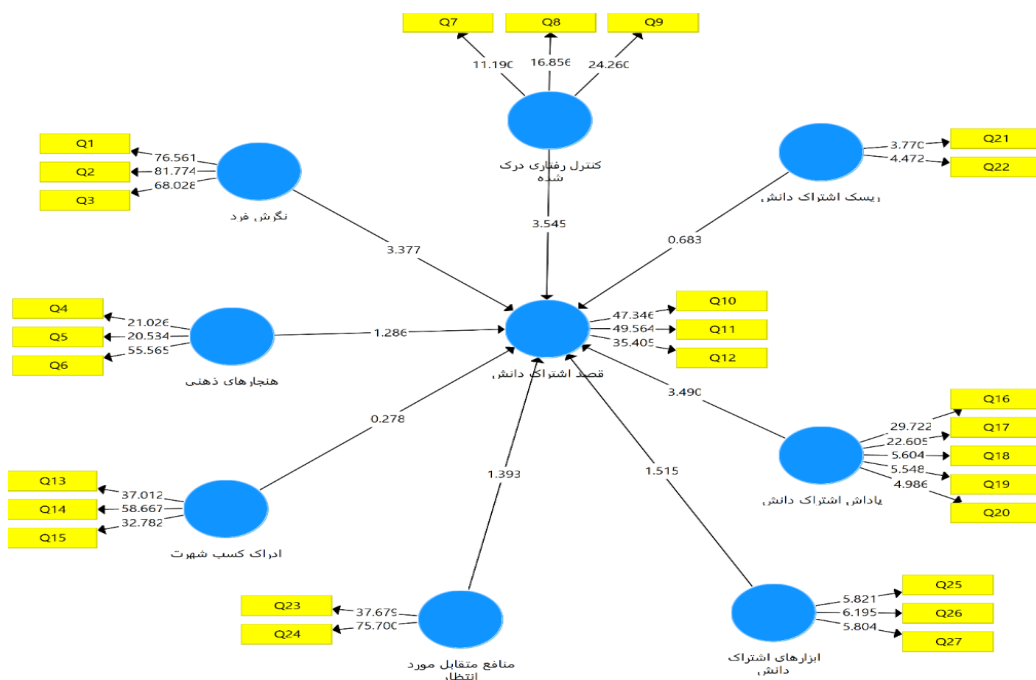 Q7
Q8
Q9
11.190
16.856
24.260
کنترل رفتاری درک
شده
3.545
Q1
Q2
Q3
76.561
81.774
68.028
نگرش فرد
3.377
Q21
Q22
3.770
4.472
ریسک اشتراک دانش
0.683
Q4
Q5
Q6
21.026
20.534
55.565
هنجارهای ذهنی
1.286
Q10
Q11
Q12
47.346
49.564
35.405
قصد اشتراک دانش
Q13
Q14
Q15
37.012
58.667
32.782
ادراک کسب شهرت
0.278
Q16
Q17
Q18
Q19
Q20
29.722
22.605
5.604
5.548
4.986
پاداش اشتراک دانش
3.490
Q23
Q24
37.679
75.700
منافع متقابل مورد
انتظار
1.393
Q25
Q26
Q27
5.821
6.195
5.804
ابزارهای اشتراک
دانش
1.515